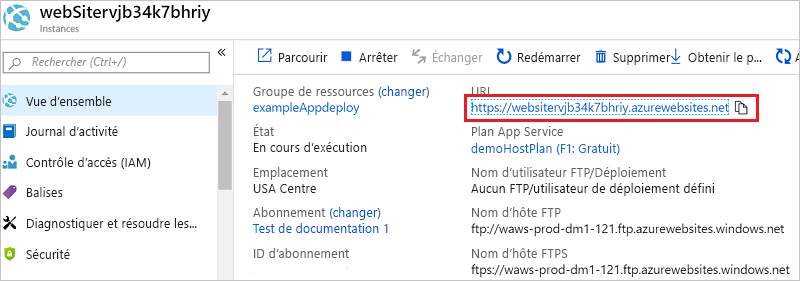 webSitervjb34k7bhriy
Instances
Rechercher (Ctrl+/)
«
Vue d'ensemble
Journal d'activité
Contrôle d'accès (IAM)
Balises
Diagnostiquer et résoudre les...
Sécurité
Parcourir Arrêter Échanger Redémarrer Supprimer Obtenir le p...
Groupe de ressources (changer)
exampleAppdeploy
État
En cours d'exécution
Emplacement
USA Centre
Abonnement (changer)
Test de documentation 1
ID d'abonnement
URL
https://websitervjb34k7bhriy.azurewebsites.net
Plan App Service
demoHostPlan (F1: Gratuit)
Nom d'utilisateur FTP/Déploiement
Aucun FTP/utilisateur de déploiement défini
Nom d'hôte FTP
ftp://waws-prod-dm1-121.ftp.azurewebsites.windows.net
Nom d'hôte FTPS
ftps://waws-prod-dm1-121.ftp.azurewebsites.windows.net